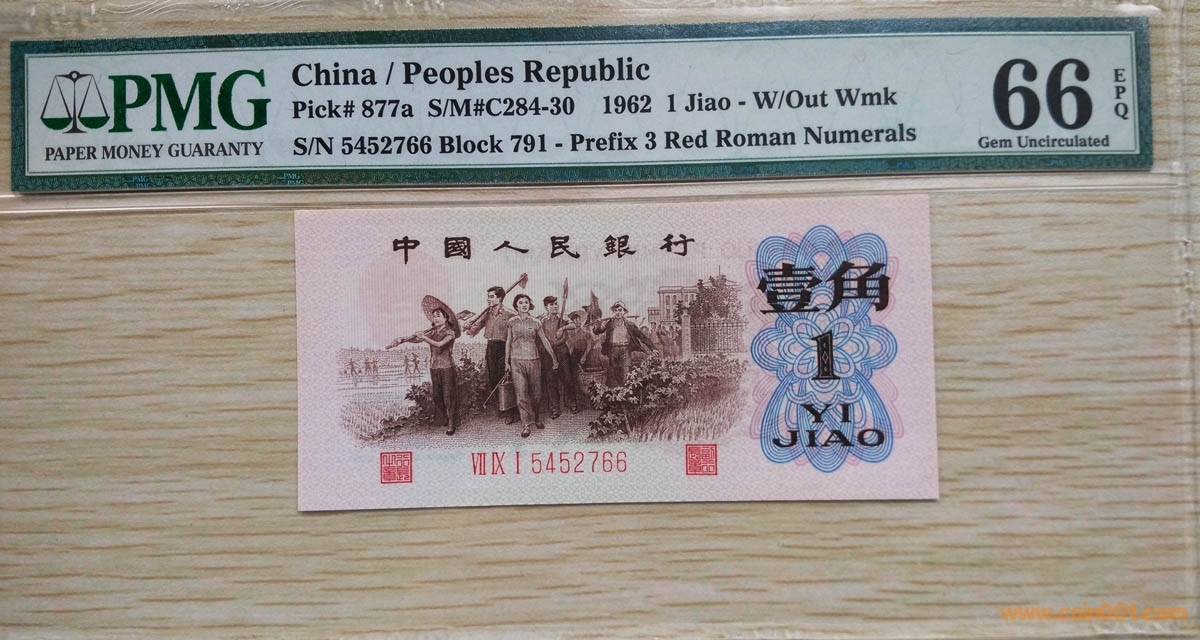 PMG
PAPER MONEY GUARANTY
China / Peoples Republic
Pick# 877a S/M#C284-30 1962 1 Jiao - W/Out Wmk
S/N 5452766 Block 791 - Prefix 3 Red Roman Numerals
66
EPQ
Gem Uncirculated
中國人民銀行
壹角
1
YI
JIAO
VII IX I 5452766
www.coin001.com